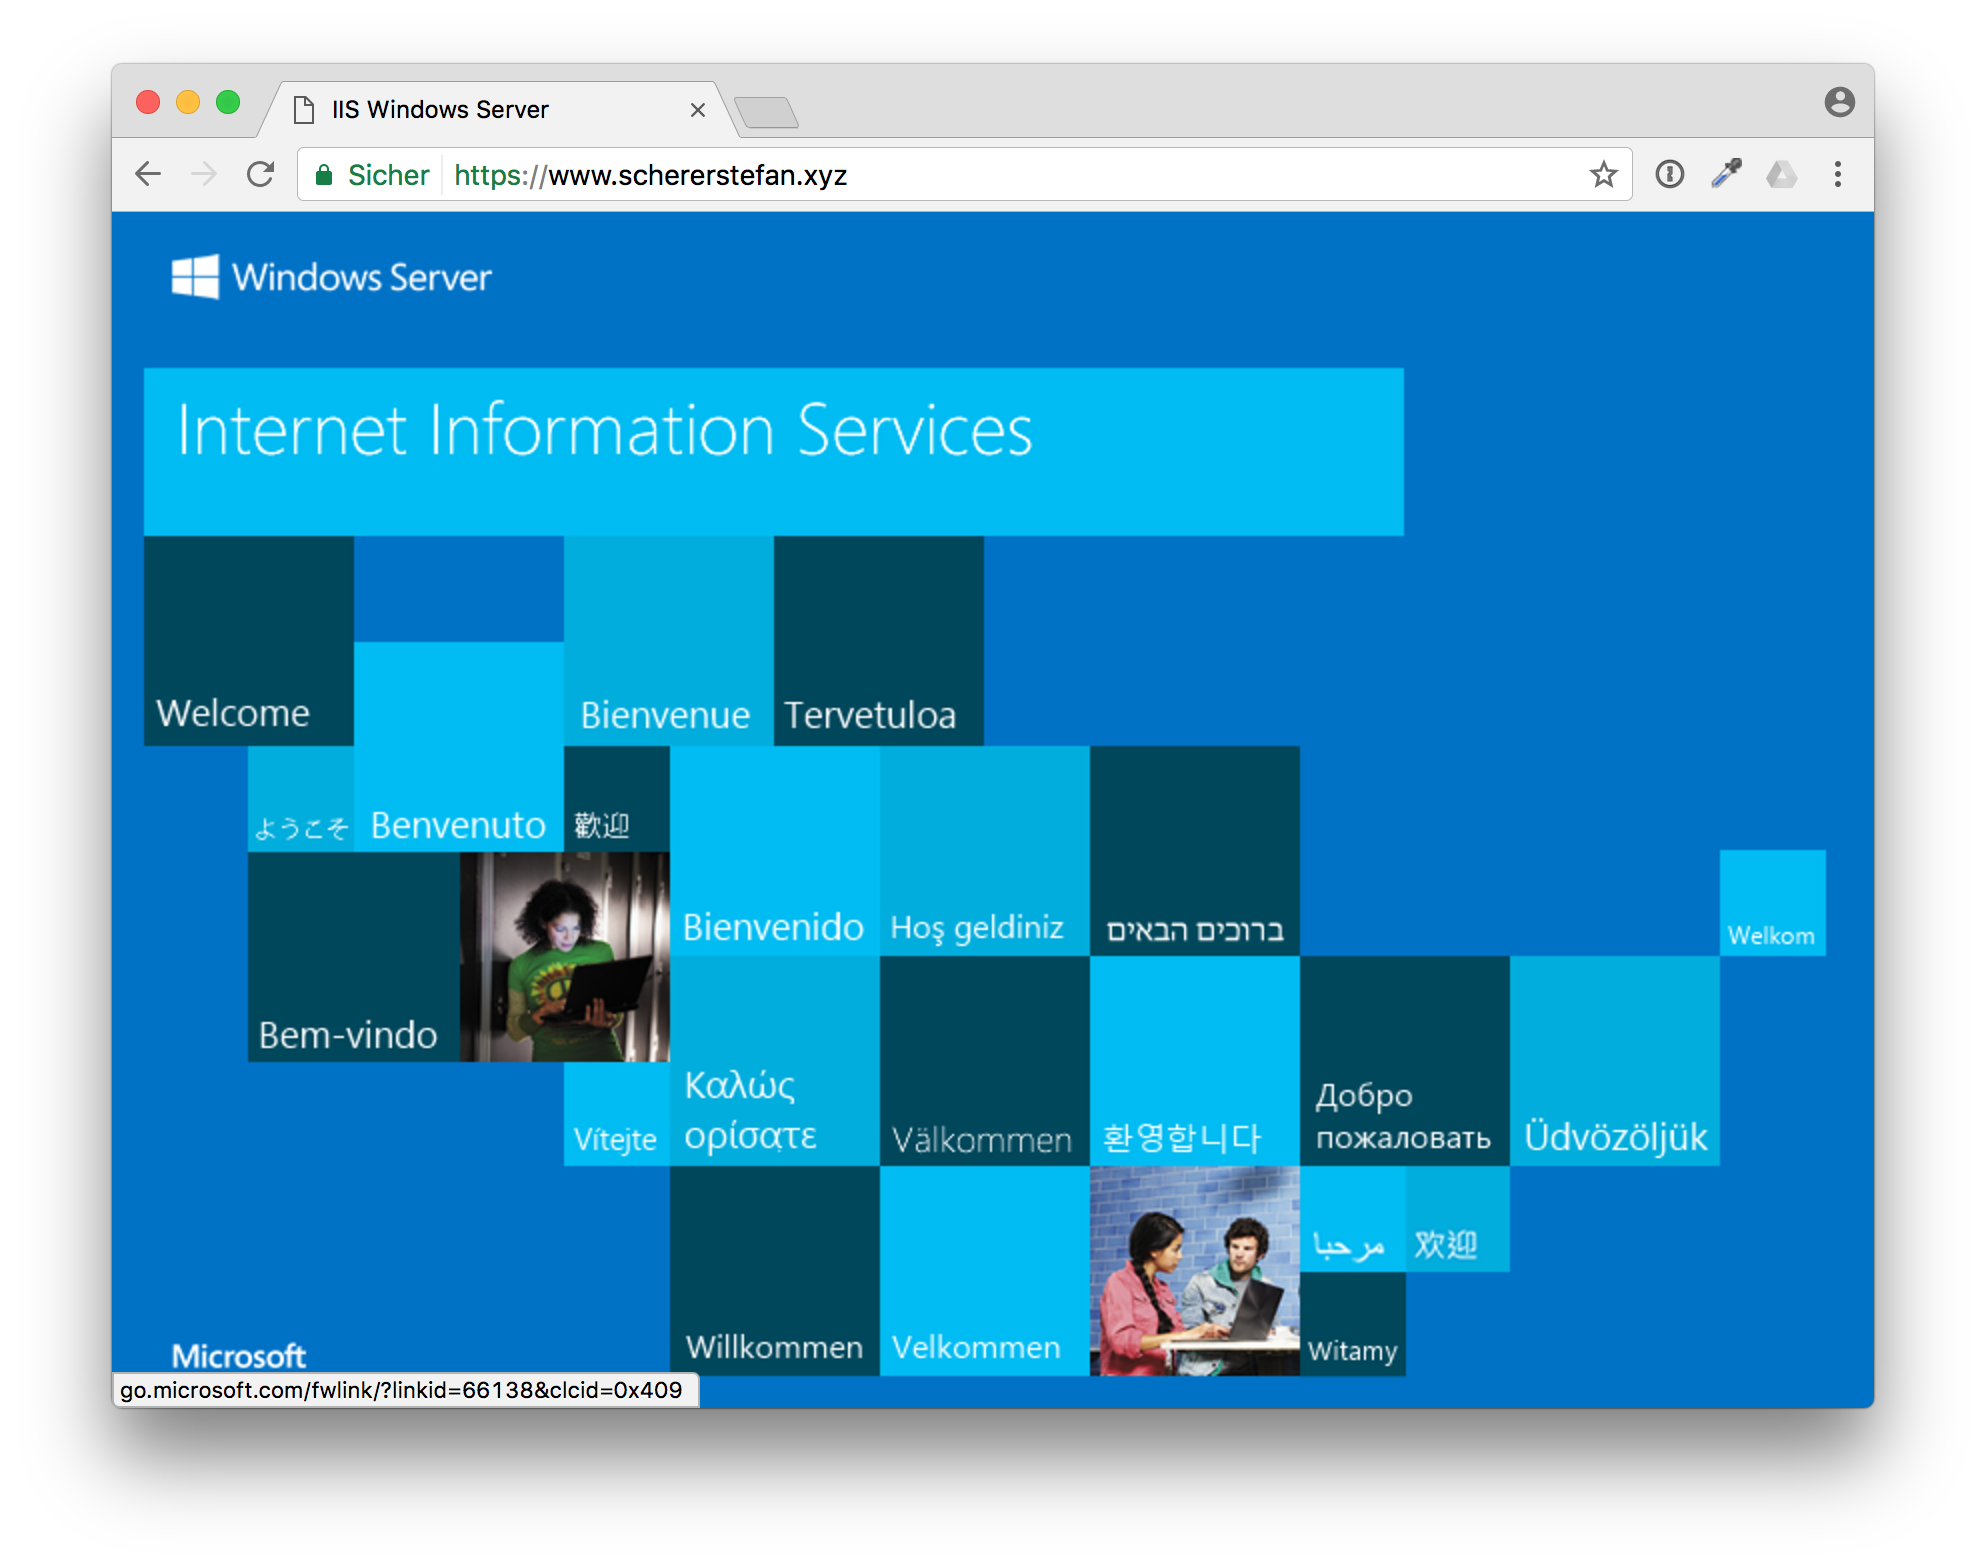 IIS Windows Server
Sicher https://www.schererstefan.xyz
Windows Server
Internet Information Services
Welcome
Bienvenue
Tervetuloa
ようこそ
Benvenuto
歡迎
Bienvenido
Hoş geldiniz
ברוכים הבאים
Welkom
Bem-vindo
Vítejte
Καλώς
ορίσατε
Välkommen
환영합니다
Добро
пожаловать
Üdvözöljük
مرحبا
欢迎
Willkommen
Velkommen
Witamy
Microsoft
go.microsoft.com/fwlink/?linkid=66138&clcid=0x409